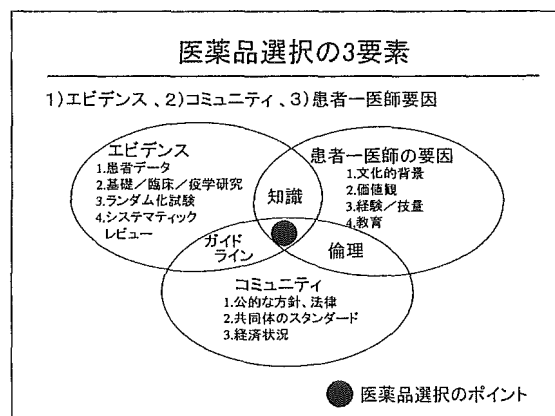 医薬品選択の3要素
1)エビデンス、2)コミュニティ、3)患者ー医師要因
エビデンス
1.患者データ
2.基礎/臨床/疫学研究
3.ランダム化試験
4.システマティック
レビュー
知識
患者ー医師の要因
1.文化的背景
2.価値観
3.経験/技量
4.教育
ガイド
ライン
倫理
コミュニティ
1.公的な方針、法律
2.共同体のスタンダード
3.経済状況
医薬品選択のポイント